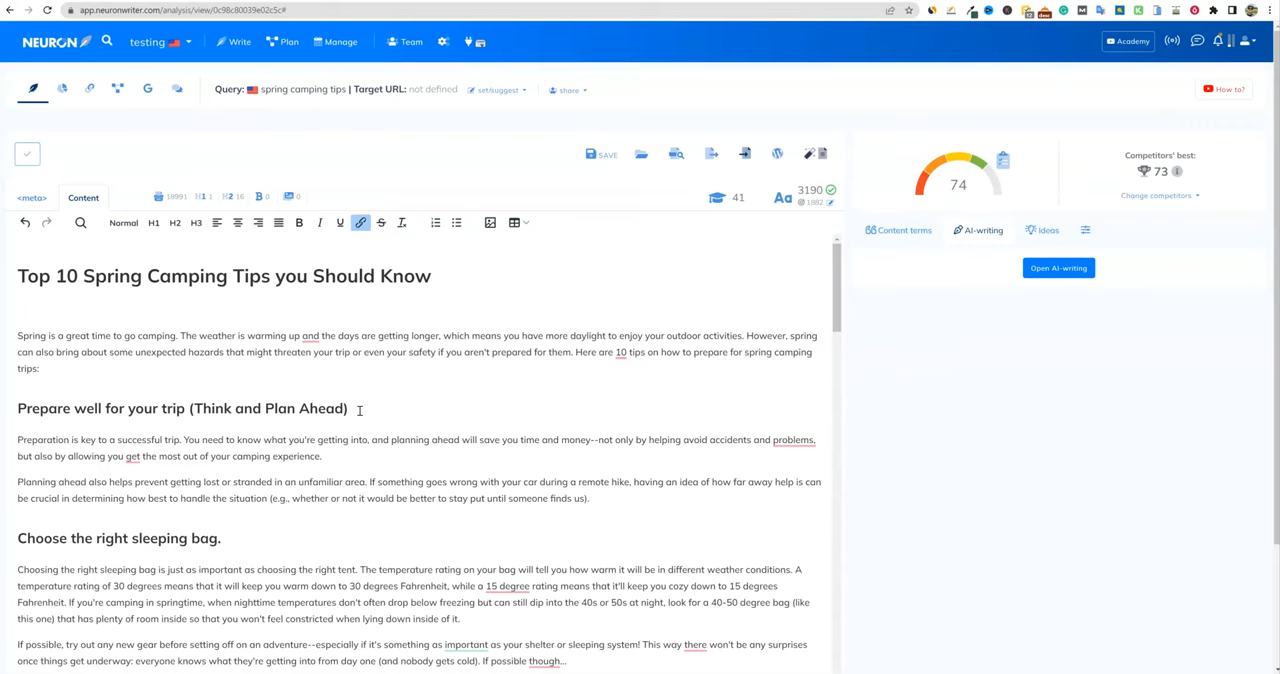 app.neuronwriter.com/analysis/view/0c98c80039e02c5c#
NEURON testing Write Plan Manage Team Academy
Query: spring camping tips | Target URL: not defined set/suggest share How to?
SAVE
<meta> Content 18991 H1 1 H2 16 B 0 0 41 Aa 3190 1882
Normal H1 H2 H3 B I U S
74
Competitors' best:
73
Change competitors
Content terms AI-writing Ideas
Open AI-writing
Top 10 Spring Camping Tips you Should Know
Spring is a great time to go camping. The weather is warming up and the days are getting longer, which means you have more daylight to enjoy your outdoor activities. However, spring
can also bring about some unexpected hazards that might threaten your trip or even your safety if you aren't prepared for them. Here are 10 tips on how to prepare for spring camping
trips:
Prepare well for your trip (Think and Plan Ahead)
Preparation is key to a successful trip. You need to know what you're getting into, and planning ahead will save you time and money--not only by helping avoid accidents and problems,
but also by allowing you get the most out of your camping experience.
Planning ahead also helps prevent getting lost or stranded in an unfamiliar area. If something goes wrong with your car during a remote hike, having an idea of how far away help is can
be crucial in determining how best to handle the situation (e.g., whether or not it would be better to stay put until someone finds us).
Choose the right sleeping bag.
Choosing the right sleeping bag is just as important as choosing the right tent. The temperature rating on your bag will tell you how warm it will be in different weather conditions. A
temperature rating of 30 degrees means that it will keep you warm down to 30 degrees Fahrenheit, while a 15 degree rating means that it'll keep you cozy down to 15 degrees
Fahrenheit. If you're camping in springtime, when nighttime temperatures don't often drop below freezing but can still dip into the 40s or 50s at night, look for a 40-50 degree bag (like
this one) that has plenty of room inside so that you won't feel constricted when lying down inside of it.
If possible, try out any new gear before setting off on an adventure--especially if it's something as important as your shelter or sleeping system! This way there won't be any surprises
once things get underway: everyone knows what they're getting into from day one (and nobody gets cold). If possible though...